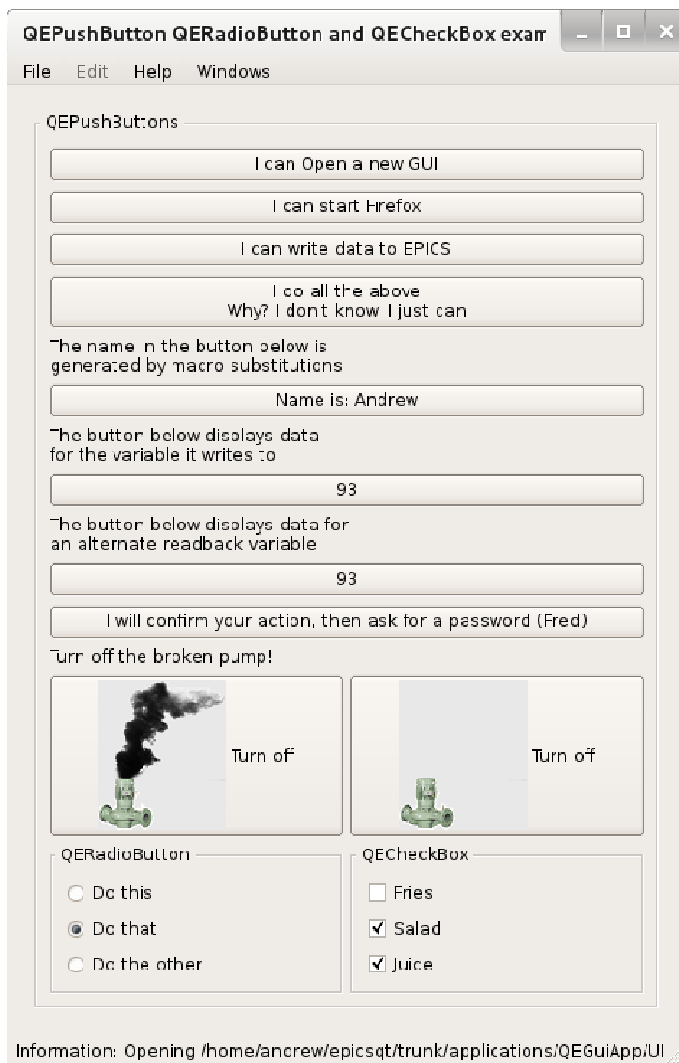 QEPushButton QERadioButton and QECheckBox exam
File Edit Help Windows
QEPushButtons
I can Open a new GUI
I can start Firefox
I can write data to EPICS
I do all the above
Why? I don't know I just can
The name in the button below is
generated by macro substitutions
Name is: Andrew
The button below displays data
for the variable it writes to
93
The button below displays data for
an alternate readback variable
93
I will confirm your action, then ask for a password (Fred)
Turn off the broken pump!
Turn off
Turn off
QERadioButton
Do this
Do that
Do the other
QECheckBox
Fries
Salad
Juice
Information: Opening /home/andrew/epicsqt/trunk/applications/QEGuiApp/UI